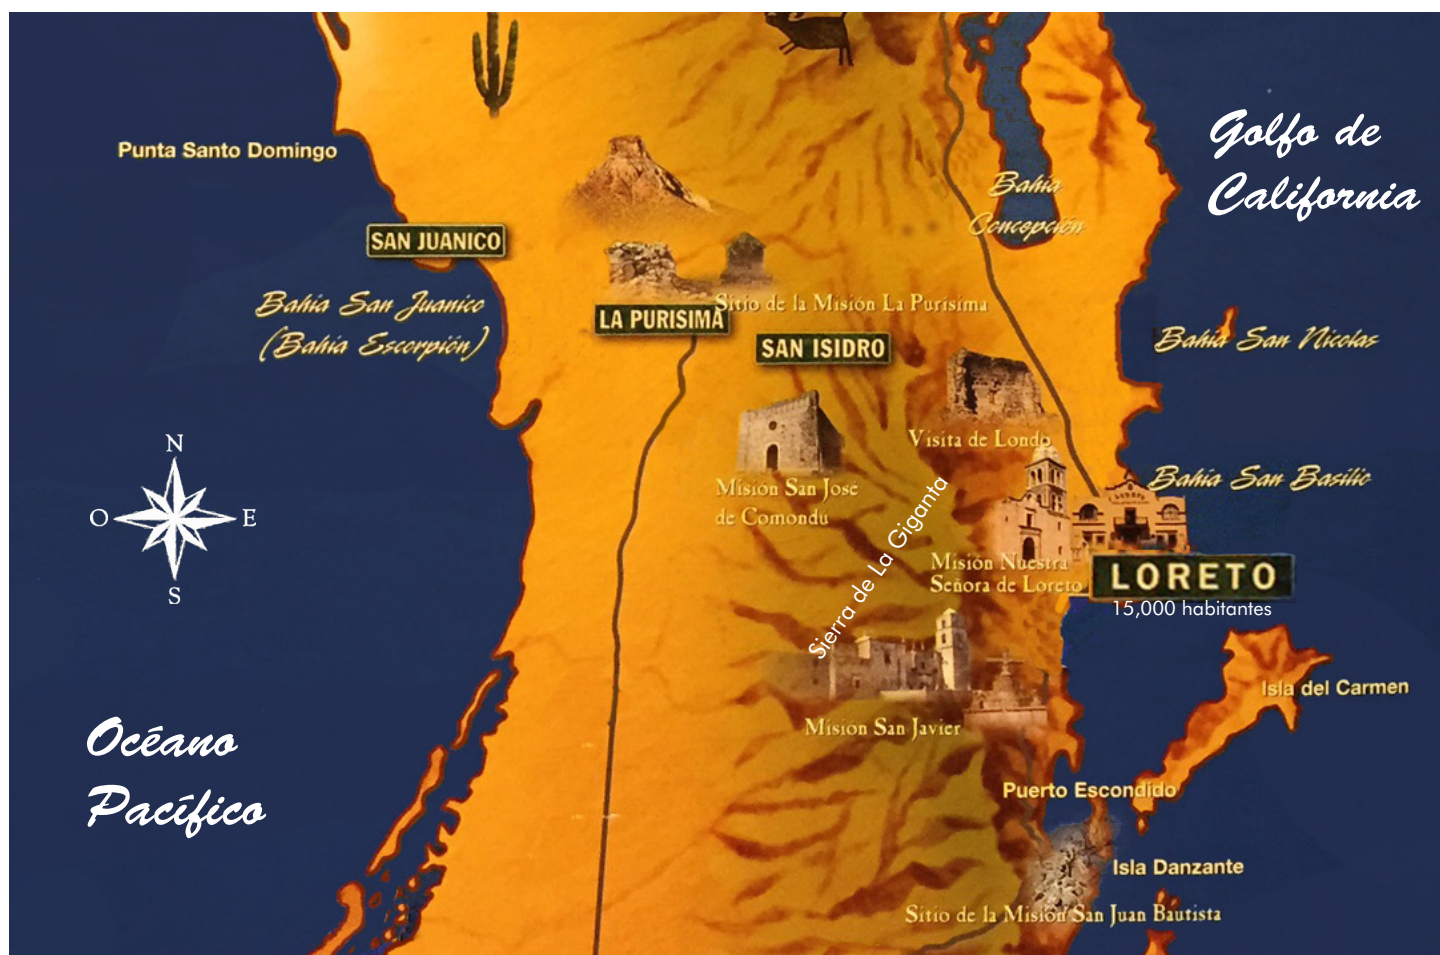 Golfo de
California
Punta Santo Domingo
Bahía
Concepción
SAN JUANICO
Bahía San Juanico
(Bahía Escorpión)
Sitio de la Misión La Purísima
LA PURISIMA
SAN ISIDRO
Bahía San Nicolas
Visita de Londo
Misión San José
de Comondú
Bahía San Basilio
LORETO
Sierra de La Giganta
Misión Nuestra
Señora de Loreto
LORETO
15,000 habitantes
N
O
E
S
Isla del Carmen
Misión San Javier
Océano
Pacífico
Puerto Escondido
Isla Danzante
Sitio de la Misión San Juan Bautista